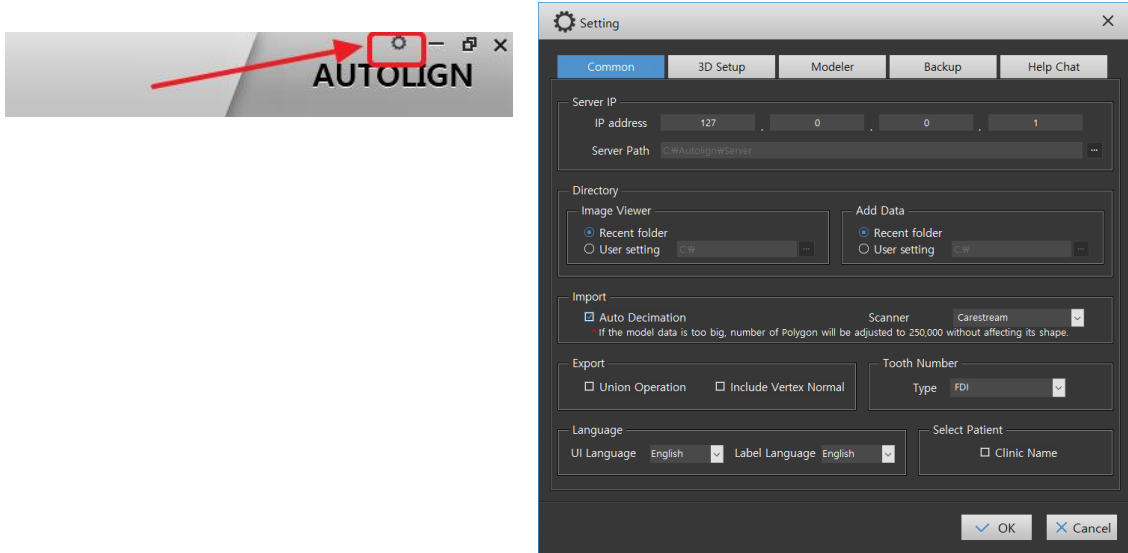 AUTOLIGN
Setting
Common 3D Setup Modeler Backup Help Chat
Server IP
IP address 127 . 0 . 0 . 1
Server Path C:₩Autolign₩Server ...
Directory
Image Viewer Add Data
Recent folder Recent folder
User setting C:₩ ... User setting C:₩ ...
Import
Auto Decimation Scanner Carestream
* If the model data is too big, number of Polygon will be adjusted to 250,000 without affecting its shape.
Export Tooth Number
Union Operation Include Vertex Normal Type FDI
Language Select Patient
UI Language English Label Language English Clinic Name
OK Cancel